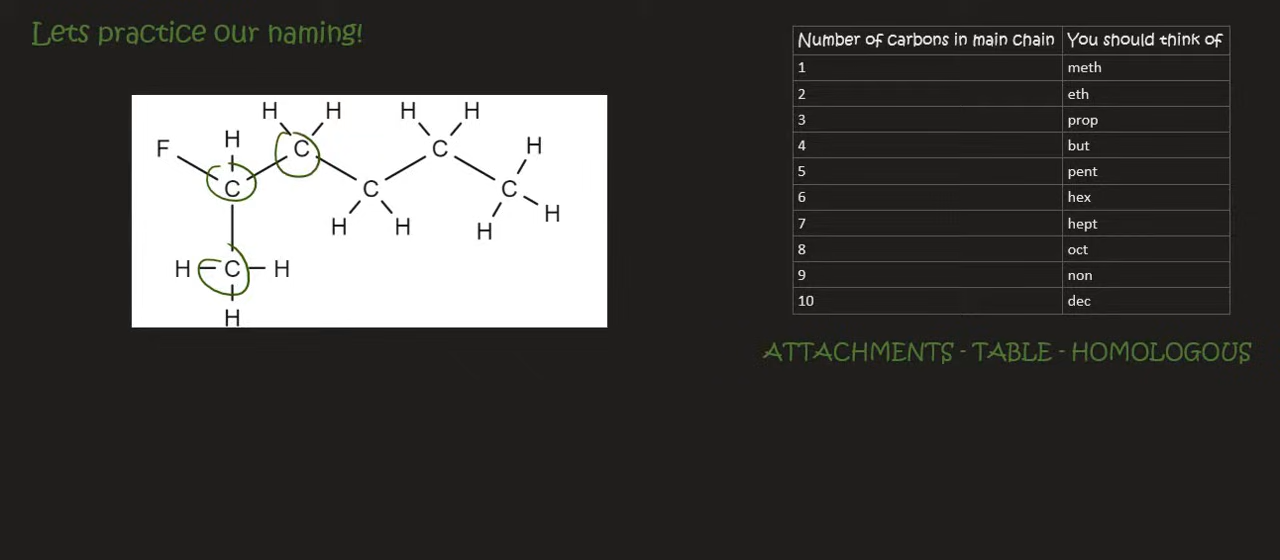 Lets practice our naming!
Number of carbons in main chain You should think of
1 meth
2 eth
3 prop
4 but
5 pent
6 hex
7 hept
8 oct
9 non
10 dec
ATTACHMENTS - TABLE - HOMOLOGOUS
H H H H
F H C C H
C C C H
H H H
H C H
H